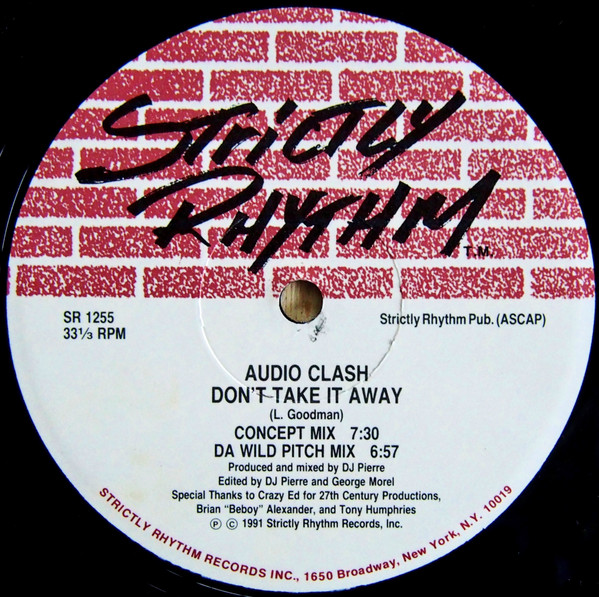 STRICTLY
RHYTHM
T.M.
SR 1255
33⅓ RPM
Strictly Rhythm Pub. (ASCAP)
AUDIO CLASH
DON'T TAKE IT AWAY
(L. Goodman)
CONCEPT MIX 7:30
DA WILD PITCH MIX 6:57
Produced and mixed by DJ Pierre
Edited by DJ Pierre and George Morel
Special Thanks to Crazy Ed for 27th Century Productions,
Brian "Beboy" Alexander, and Tony Humphries
℗ © 1991 Strictly Rhythm Records, Inc.
STRICTLY RHYTHM RECORDS INC., 1650 Broadway, New York, N.Y. 10019